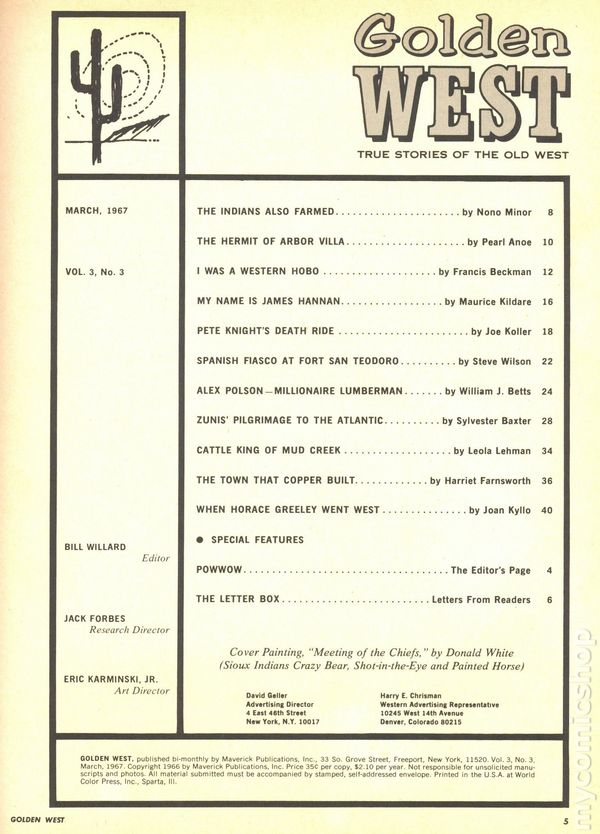 Golden
WEST
TRUE STORIES OF THE OLD WEST
MARCH, 1967
VOL. 3, No. 3
THE INDIANS ALSO FARMED.....................by Nono Minor 8
THE HERMIT OF ARBOR VILLA....................by Pearl Anoe 10
I WAS A WESTERN HOBO ...................by Francis Beckman 12
MY NAME IS JAMES HANNAN.................by Maurice Kildare 16
PETE KNIGHT'S DEATH RIDE ......................by Joe Koller 18
SPANISH FIASCO AT FORT SAN TEODORO..........by Steve Wilson 22
ALEX POLSON—MILLIONAIRE LUMBERMAN.......by William J. Betts 24
ZUNIS' PILGRIMAGE TO THE ATLANTIC..........by Sylvester Baxter 28
CATTLE KING OF MUD CREEK ..................by Leola Lehman 34
THE TOWN THAT COPPER BUILT.............by Harriet Farnsworth 36
WHEN HORACE GREELEY WENT WEST ..............by Joan Kyllo 40
● SPECIAL FEATURES
POWWOW..................................The Editor's Page 4
THE LETTER BOX.........................Letters From Readers 6
BILL WILLARD
Editor
JACK FORBES
Research Director
ERIC KARMINSKI, JR.
Art Director
Cover Painting, "Meeting of the Chiefs," by Donald White
(Sioux Indians Crazy Bear, Shot-in-the-Eye and Painted Horse)
David Geller
Advertising Director
4 East 46th Street
New York, N.Y. 10017
Harry E. Chrisman
Western Advertising Representative
10245 West 14th Avenue
Denver, Colorado 80215
GOLDEN WEST, published bi-monthly by Maverick Publications, Inc., 33 So. Grove Street, Freeport, New York, 11520. Vol. 3, No. 3,
March, 1967. Copyright 1966 by Maverick Publications, Inc. Price 35¢ per copy, $2.10 per year. Not responsible for unsolicited manu-
scripts and photos. All material submitted must be accompanied by stamped, self-addressed envelope. Printed in the U.S.A. at World
Color Press, Inc., Sparta, Ill.
GOLDEN WEST
5
mycomicshop